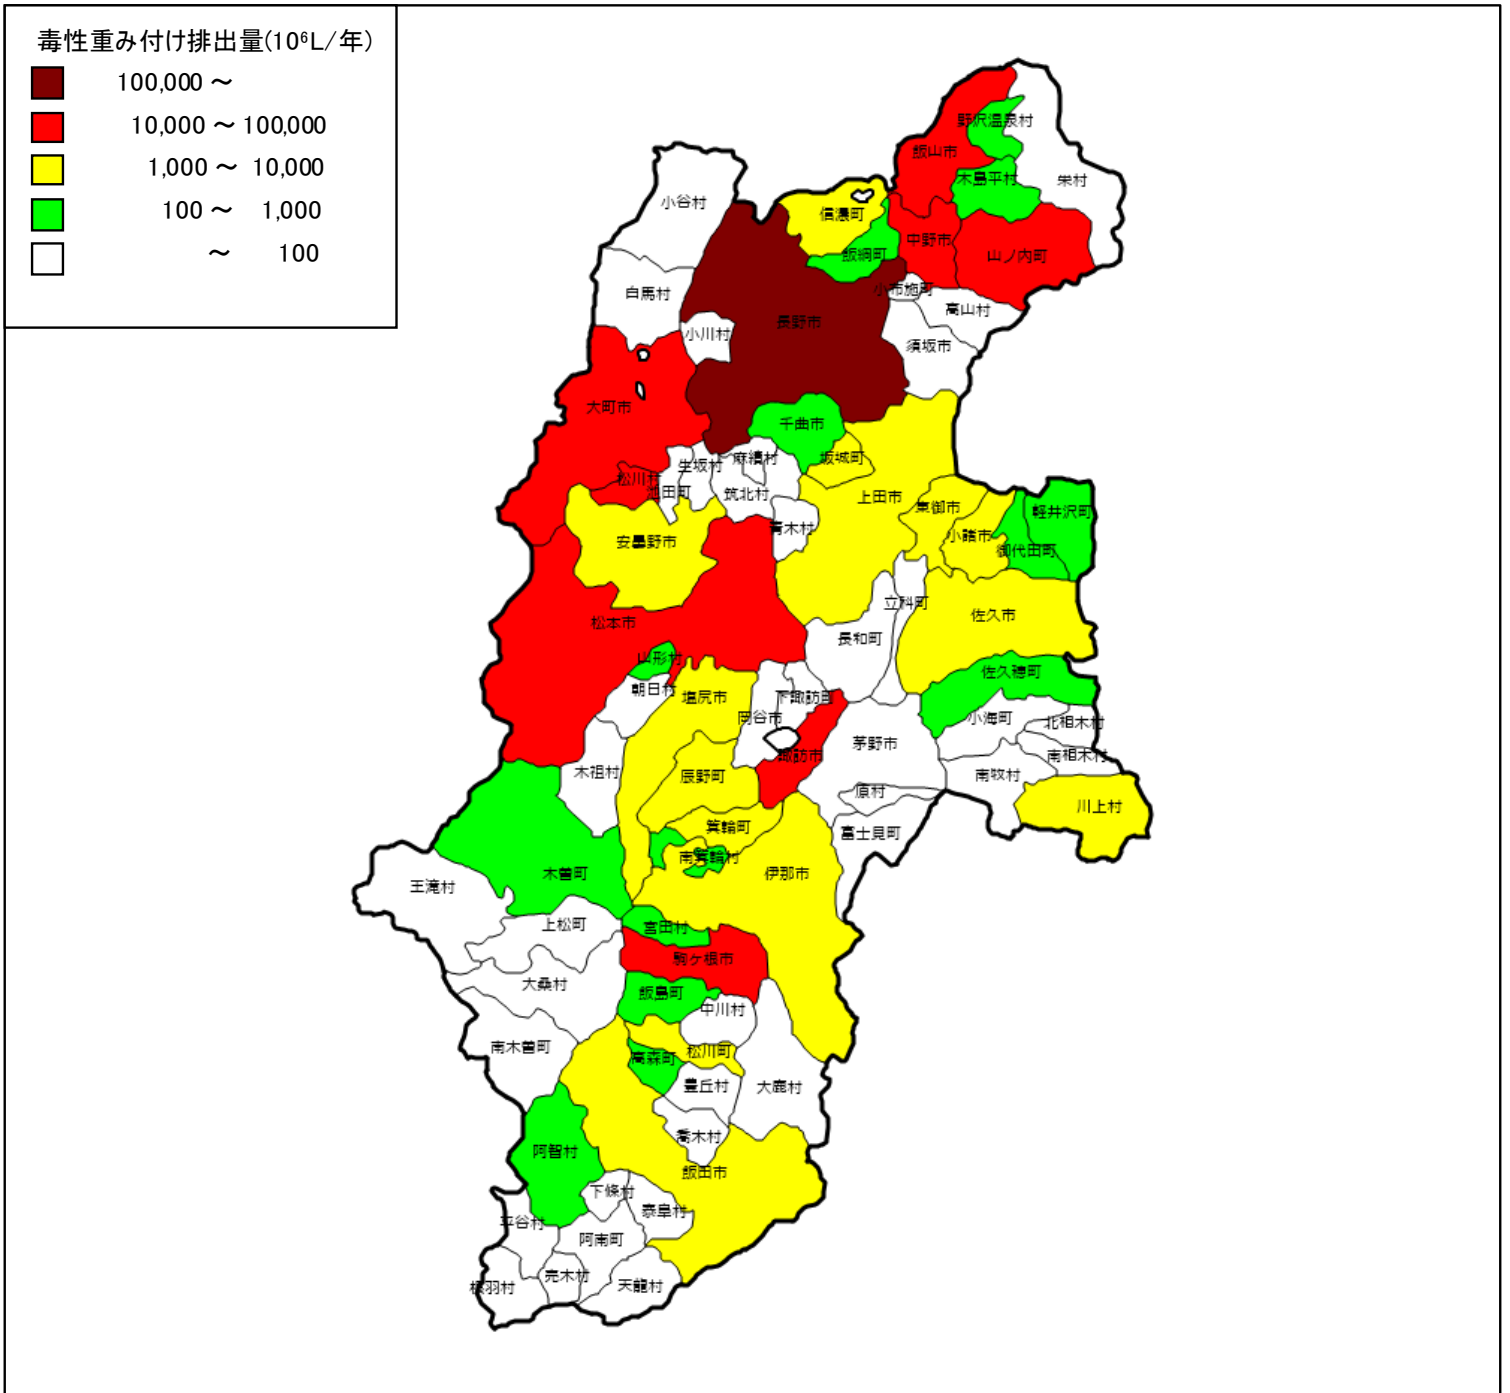 毒性重み付け排出量(10⁶L/年)
100,000 ～
10,000 ～ 100,000
1,000 ～ 10,000
100 ～ 1,000
～ 100
野沢温泉村
飯山市
木島平村
栄村
小谷村
信濃町
中野市
飯綱町
山ノ内町
小布施町
白馬村
高山村
長野市
小川村
須坂市
大町市
千曲市
坂城町
麻績村
生坂村
松川村
池田町
筑北村
上田市
東御市
軽井沢町
青木村
小諸市
安曇野市
御代田町
立科町
佐久市
松本市
長和町
山形村
佐久穂町
朝日村
塩尻市
下諏訪町
岡谷市
小海町
北相木村
茅野市
諏訪市
南相木村
木祖村
辰野町
南牧村
原村
川上村
箕輪町
富士見町
南箕輪村
木曽町
伊那市
王滝村
上松町
宮田村
駒ヶ根市
大桑村
飯島町
中川村
南木曽町
松川町
高森町
豊丘村
大鹿村
喬木村
阿智村
飯田市
下條村
泰阜村
平谷村
阿南町
売木村
根羽村
天龍村